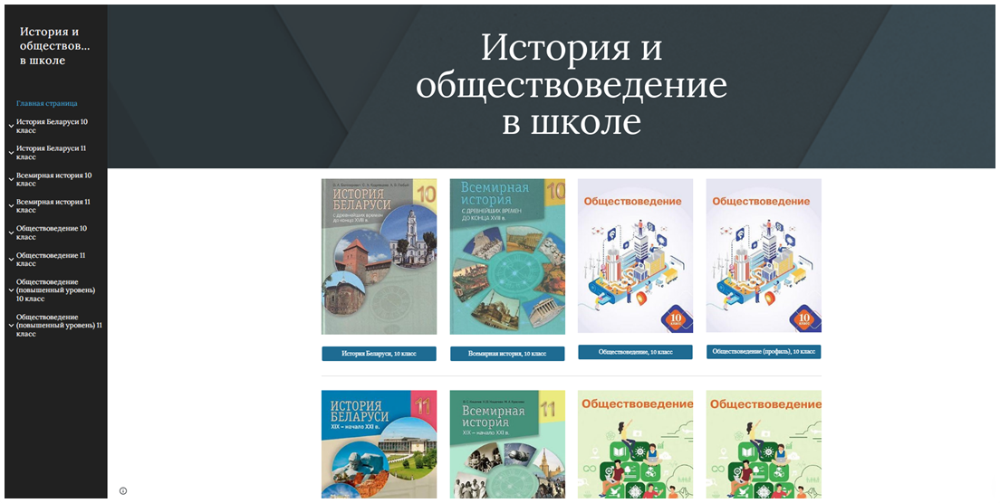 История и
обществов...
в школе
Главная страница
История Беларуси 10
класс
История Беларуси 11
класс
Всемирная история 10
класс
Всемирная история 11
класс
Обществоведение 10
класс
Обществоведение 11
класс
Обществоведение
(повышенный уровень)
10 класс
Обществоведение
(повышенный уровень) 11
класс
История и
обществоведение
в школе
10
ИСТОРИЯ
БЕЛАРУСИ
С ДРЕВНЕЙШИХ ВРЕМЕН
ДО КОНЦА XVIII в.
10
Всемирная
история
С ДРЕВНЕЙШИХ ВРЕМЕН
ДО КОНЦА XVIII в.
Обществоведение
10
КЛАСС
Обществоведение
10
КЛАСС
История Беларуси, 10 класс
Всемирная история, 10 класс
Обществоведение, 10 класс
Обществоведение (профиль), 10 класс
11
ИСТОРИЯ
БЕЛАРУСИ
XIX – начало XXI в.
11
Всемирная
история
XIX – начало XXI в.
Обществоведение
Обществоведение